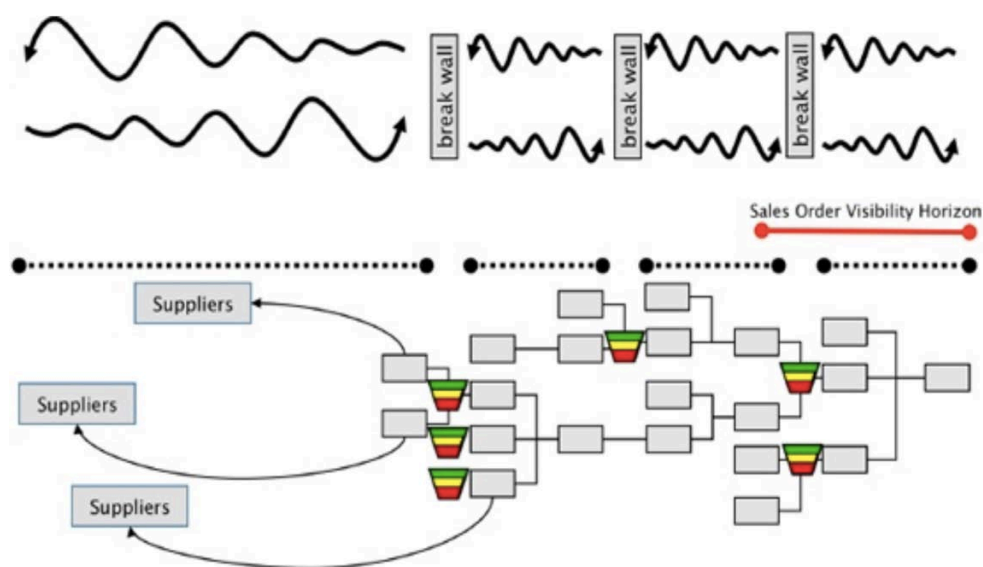 break wall
break wall
break wall
Sales Order Visibility Horizon
Suppliers
Suppliers
Suppliers